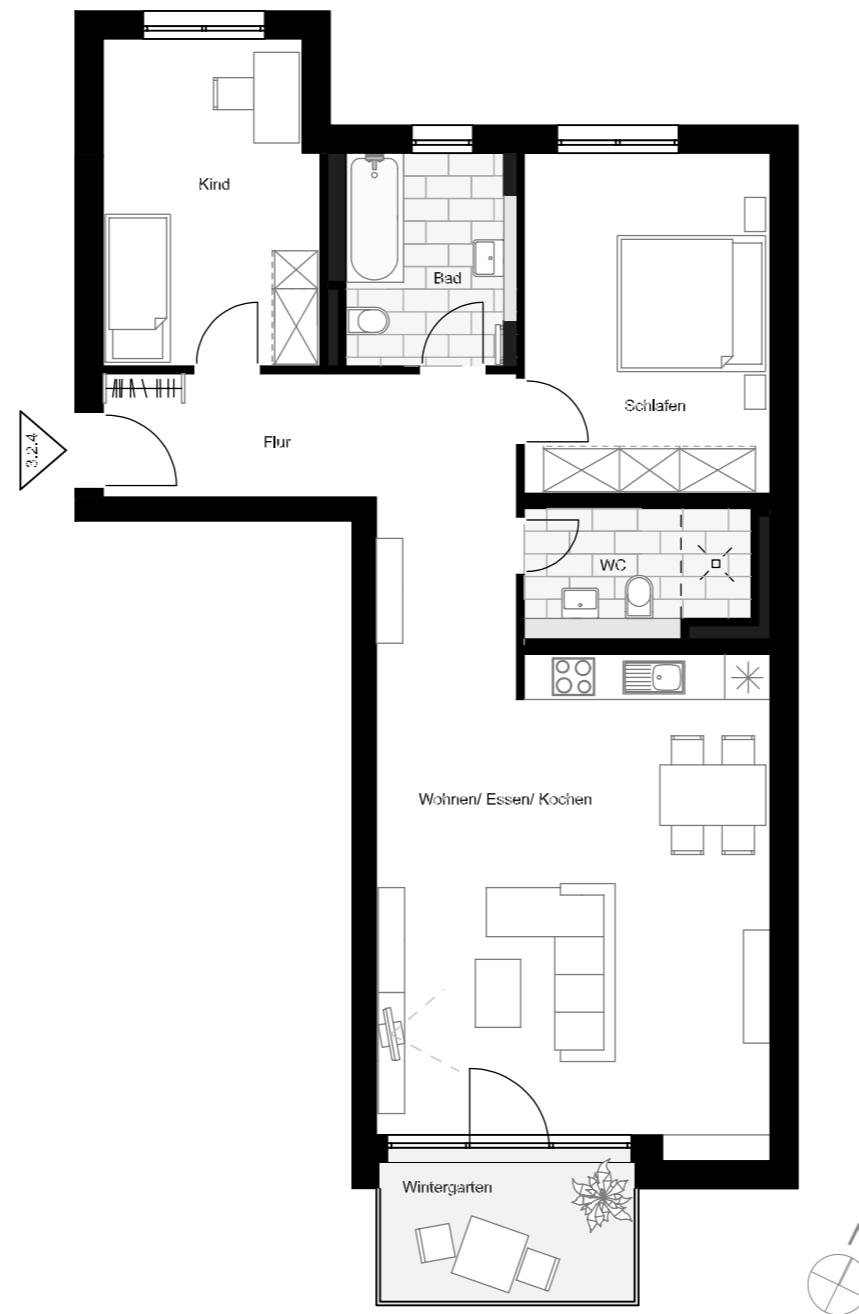 Kind
Bad
Schlafen
3.2.4
Flur
WC
Wohnen/ Essen/ Kochen
Wintergarten